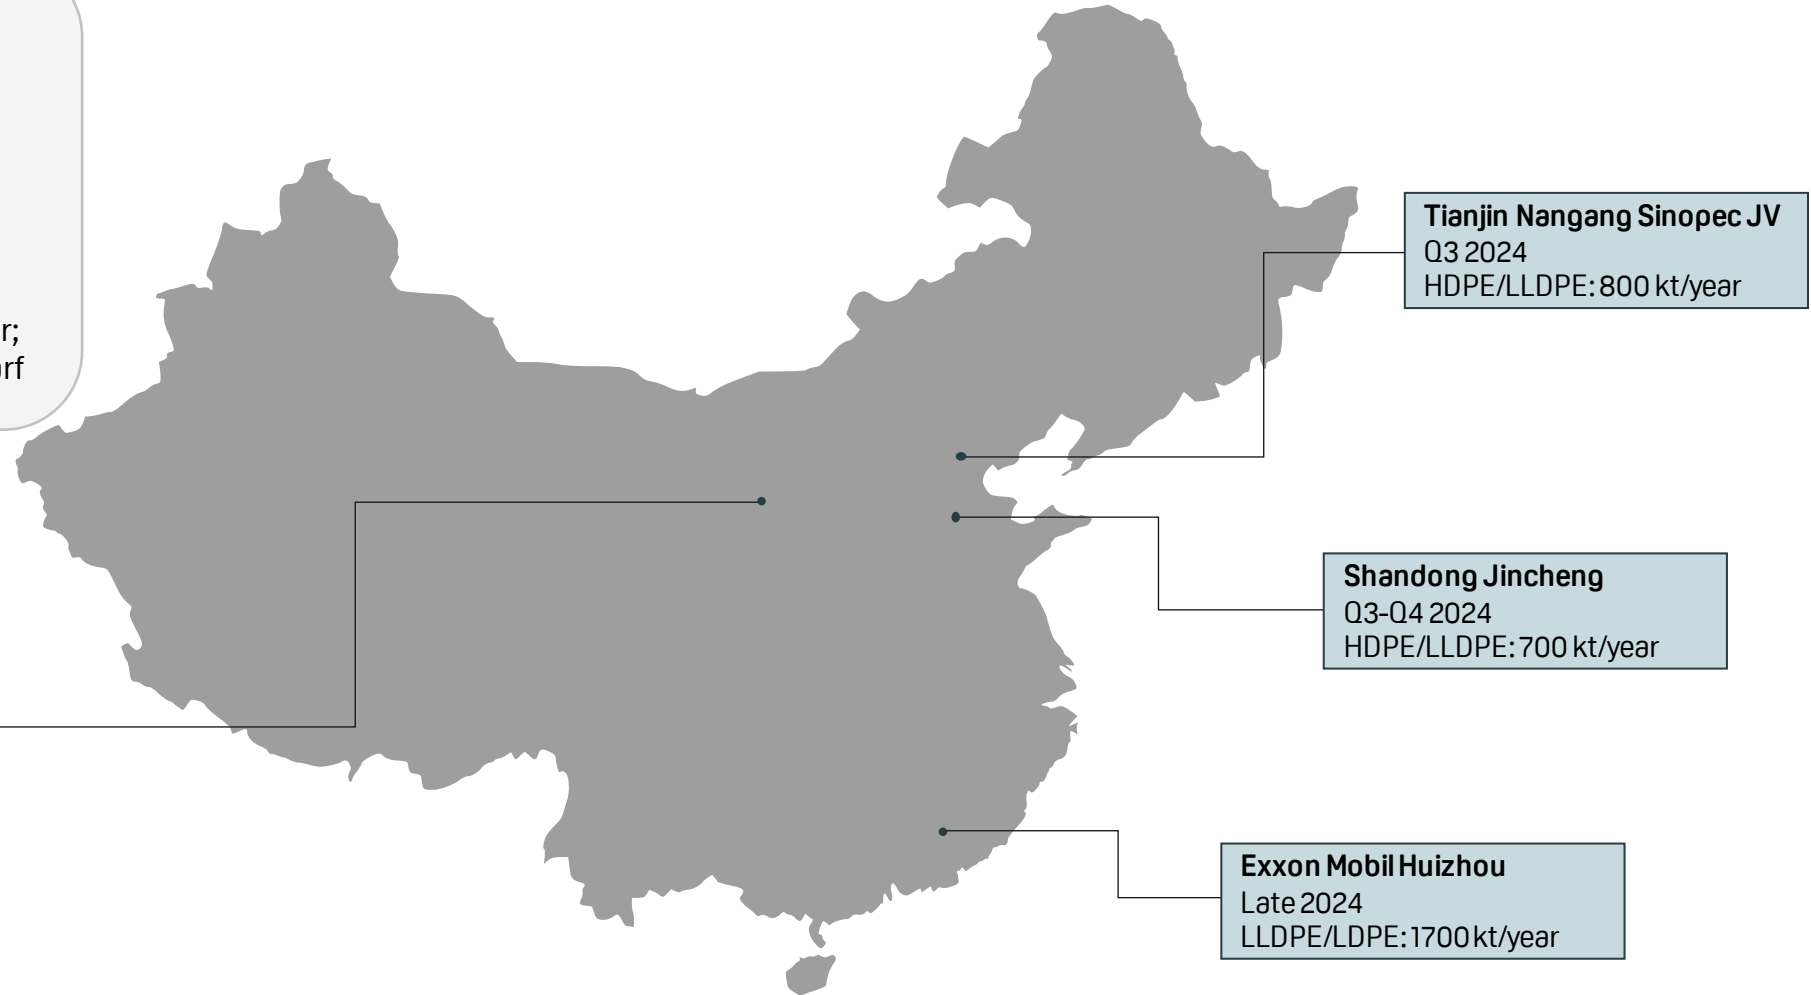 r;
rf
Tianjin Nangang Sinopec JV
Q3 2024
HDPE/LLDPE: 800 kt/year
Shandong Jincheng
Q3-Q4 2024
HDPE/LLDPE: 700 kt/year
Exxon Mobil Huizhou
Late 2024
LLDPE/LDPE: 1700 kt/year